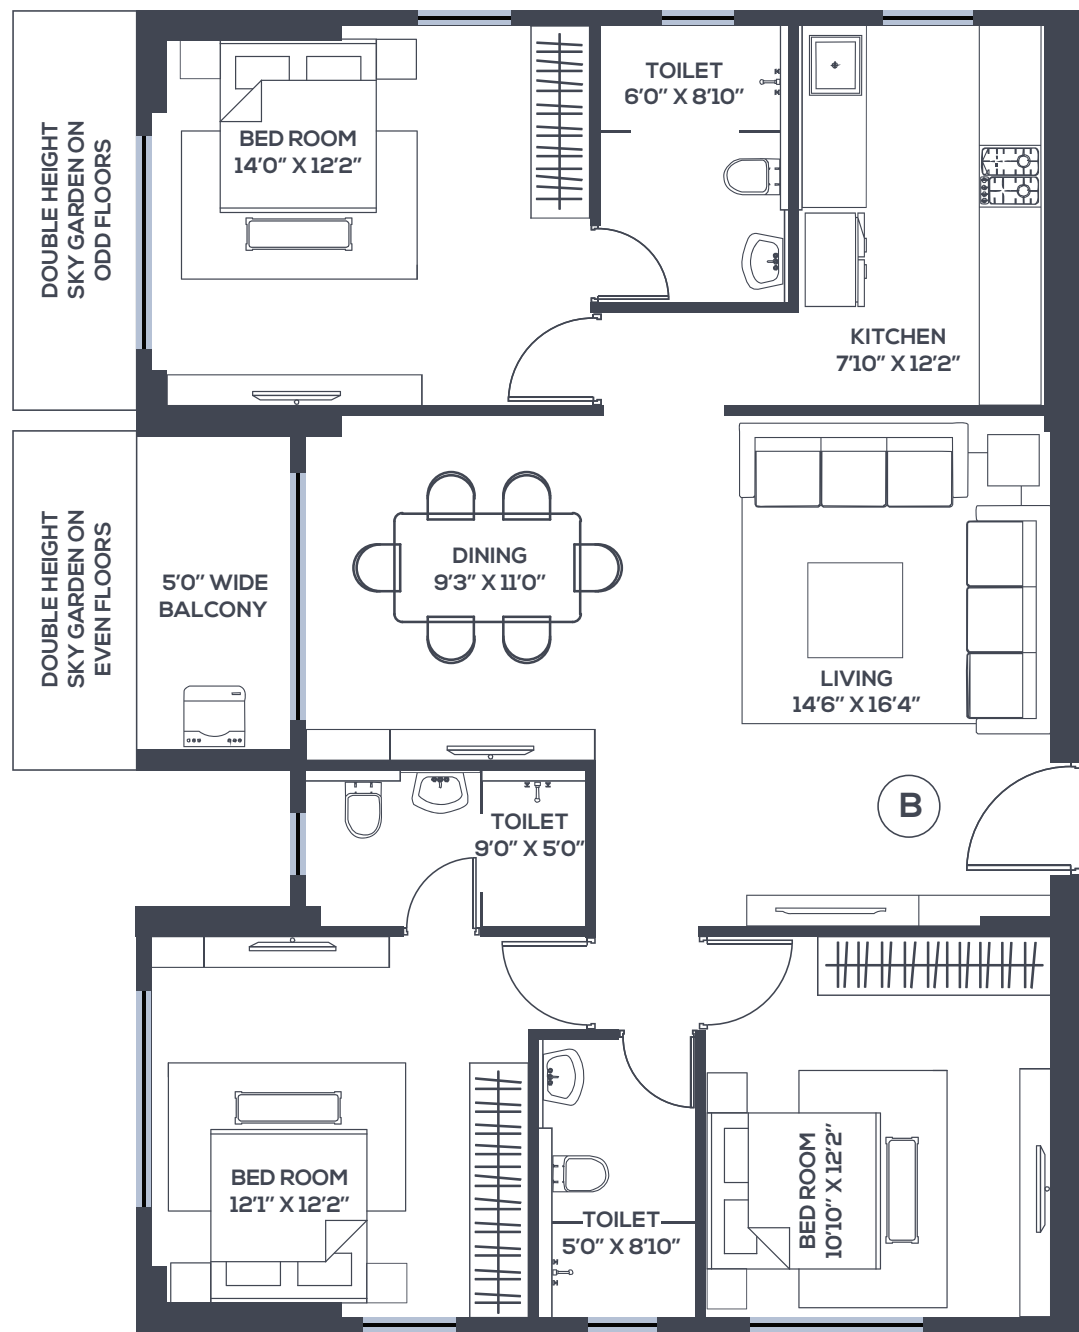 DOUBLE HEIGHT
SKY GARDEN ON
ODD FLOORS
BED ROOM
14'0" X 12'2"
TOILET
6'0" X 8'10"
KITCHEN
7'10" X 12'2"
DOUBLE HEIGHT
SKY GARDEN ON
EVEN FLOORS
5'0" WIDE
BALCONY
DINING
9'3" X 11'0"
LIVING
14'6" X 16'4"
B
TOILET
9'0" X 5'0"
BED ROOM
12'1" X 12'2"
TOILET
5'0" X 8'10"
BED ROOM
10'10" X 12'2"